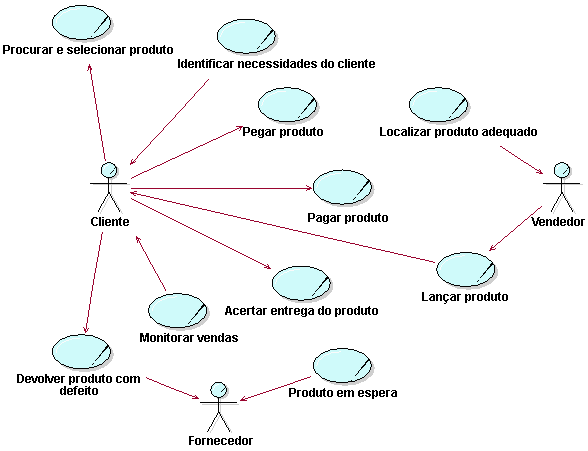 Procurar e selecionar produto
Identificar necessidades do cliente
Pegar produto
Localizar produto adequado
Cliente
Pagar produto
Vendedor
Lançar produto
Acertar entrega do produto
Monitorar vendas
Devolver produto com
defeito
Produto em espera
Fornecedor